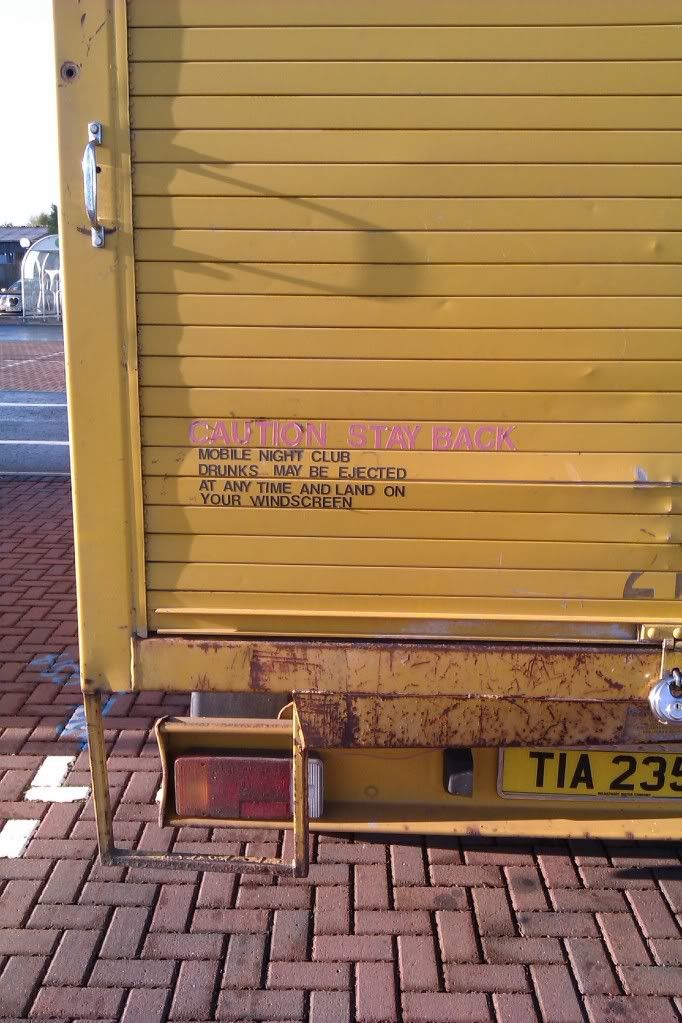 CAUTION STAY BACK
MOBILE NIGHT CLUB
DRUNKS MAY BE EJECTED
AT ANY TIME AND LAND ON
YOUR WINDSCREEN
TIA 235